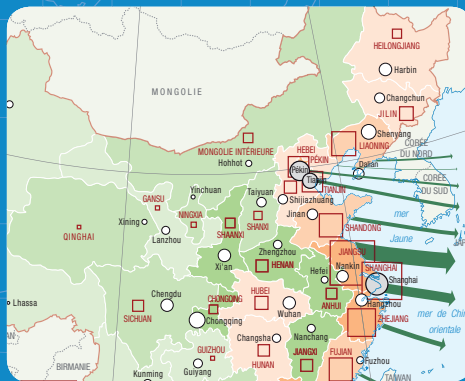 HEILONGJIANG
Harbin
Changchun
JILIN
MONGOLIE
Shenyang
LIAONING
CORÉE
DU NORD
MONGOLIE INTÉRIEURE
HEBEI
PÉKIN
Hohhot
Pékin
Dalian
Tianjin
TIANJIN
CORÉE
DU SUD
Yinchuan
GANSU
Taiyuan
Shijiazhuang
NINGXIA
Xining
SHAANXI
SHANXI
Jinan
SHANDONG
mer
Jaune
QINGHAI
Lanzhou
Zhengzhou
Xi'an
HENAN
JIANGSU
Nankin
SHANGHAI
Hefei
Shanghai
Lhassa
Chengdu
SICHUAN
CHONGQING
Chongqing
HUBEI
Wuhan
ANHUI
Hangzhou
ZHEJIANG
mer de Chin
orientale
Nanchang
Changsha
BIRMANIE
GUIZHOU
Guiyang
HUNAN
JIANGXI
FUJIAN
Fuzhou
Kunming
TAIWAN